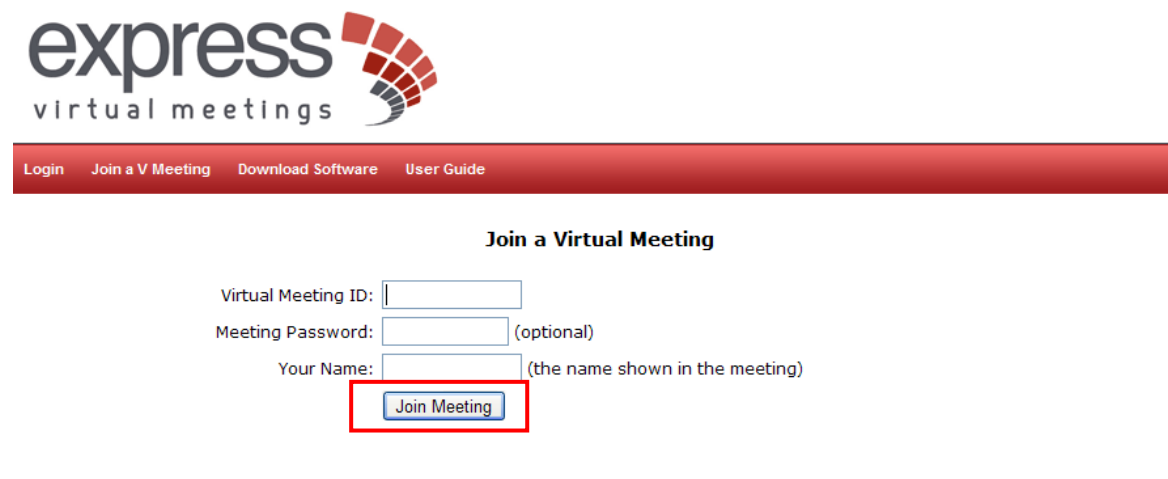 express
virtual meetings
Login Join a V Meeting Download Software User Guide
Join a Virtual Meeting
Virtual Meeting ID:
Meeting Password: (optional)
Your Name: (the name shown in the meeting)
Join Meeting